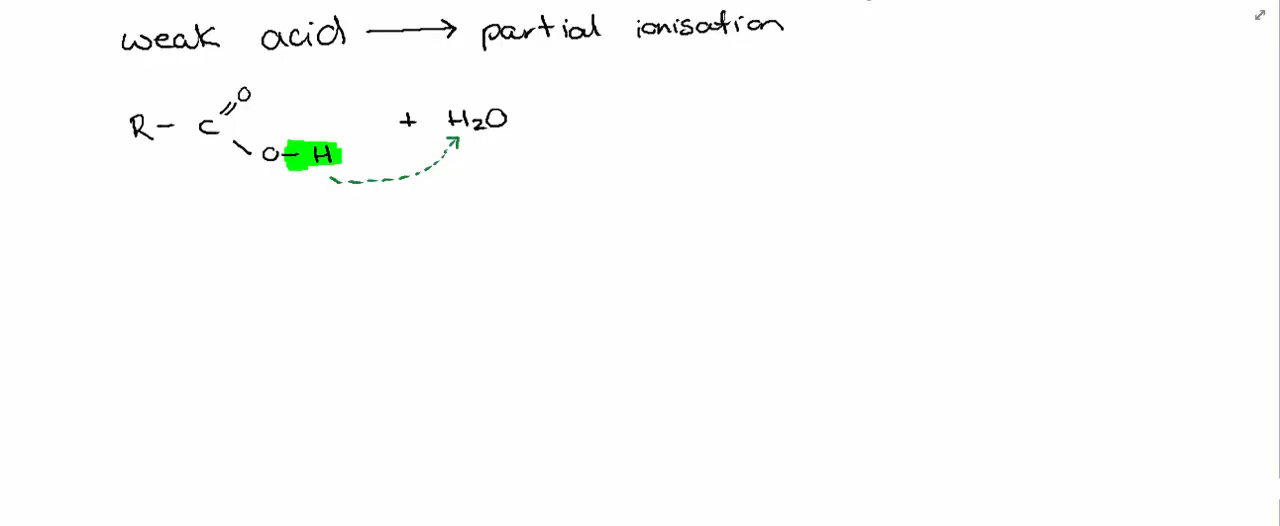 weak acid → partial ionisation
R - C =O O-H + H₂O